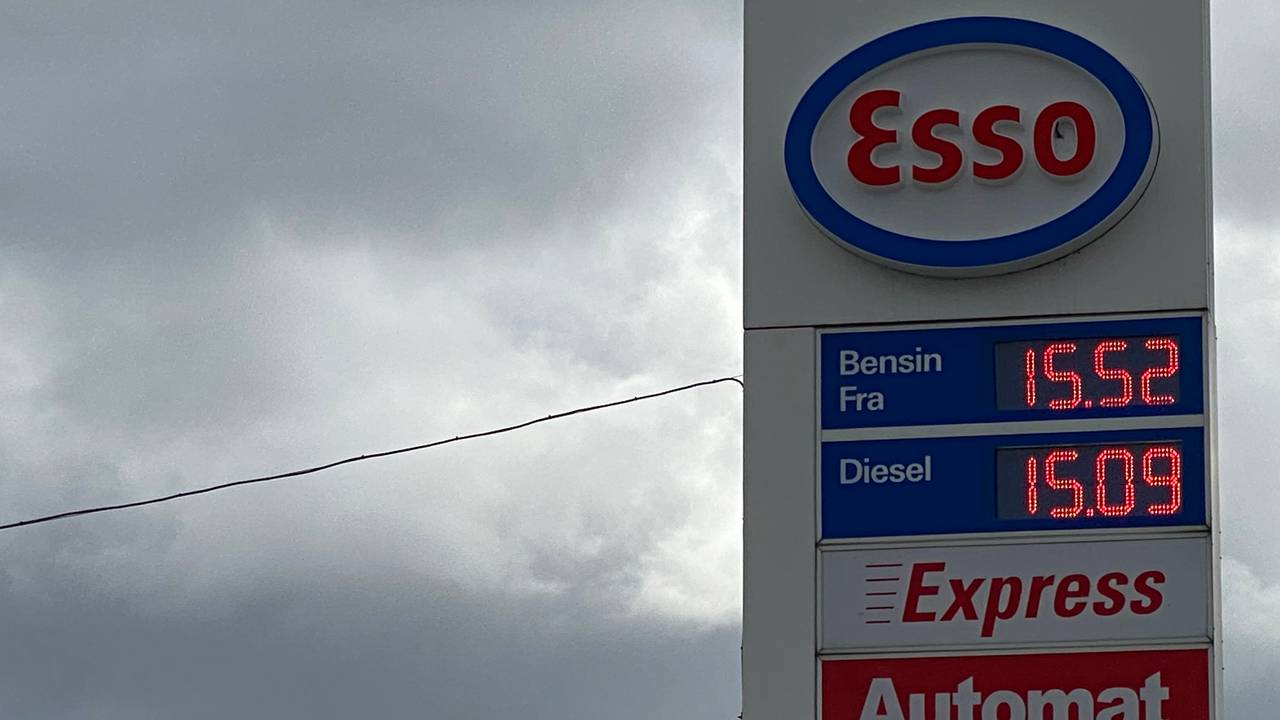 Esso
Bensin 15.52
Fra
Diesel 15.09
Express
Automat